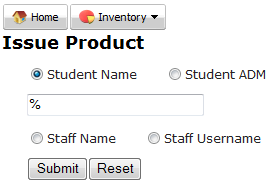 Home Inventory
Issue Product
Student Name Student ADM
%
Staff Name Staff Username
Submit Reset